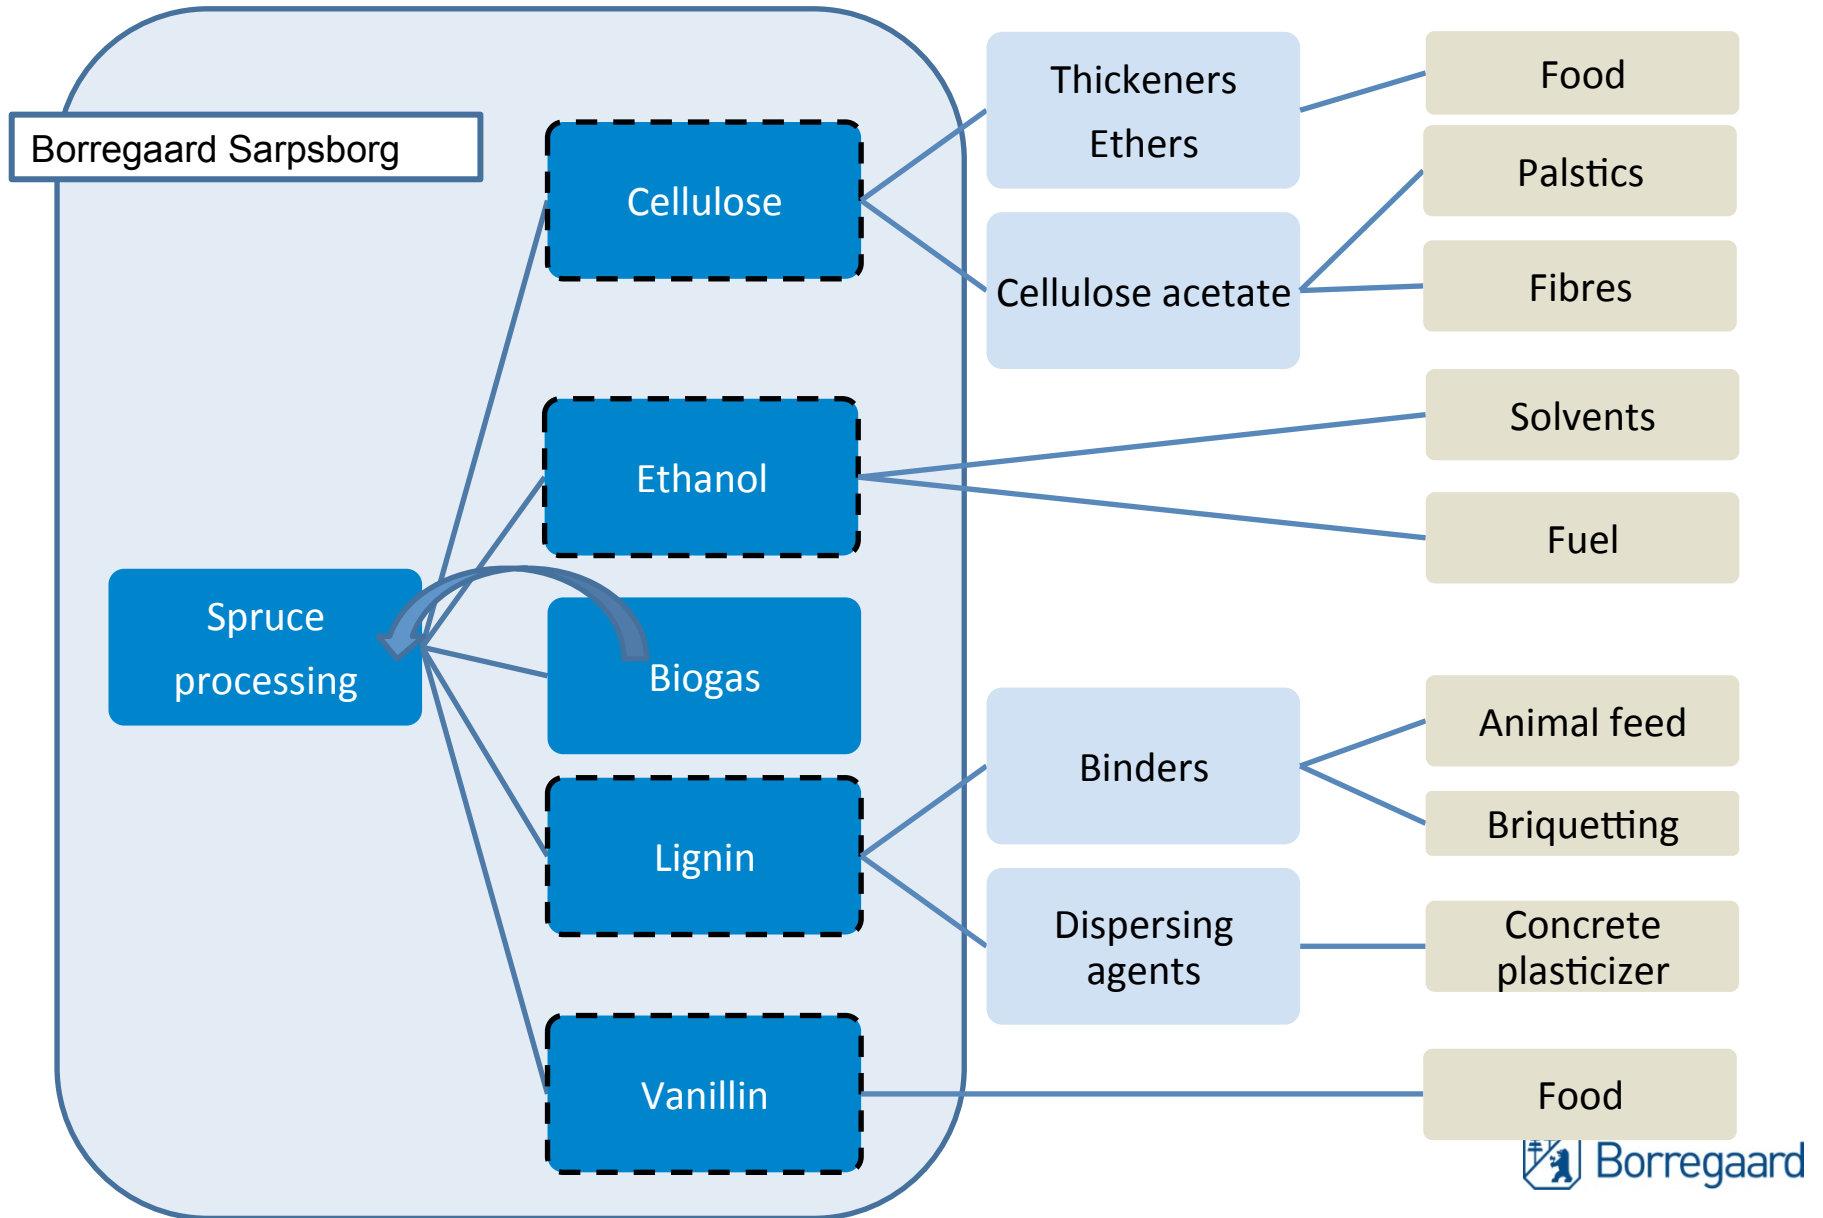 Borregaard Sarpsborg
Spruce
processing
Cellulose
Ethanol
Biogas
Lignin
Vanillin
Thickeners
Ethers
Cellulose acetate
Binders
Dispersing
agents
Food
Palstics
Fibres
Solvents
Fuel
Animal feed
Briquetting
Concrete
plasticizer
Food
Borregaard